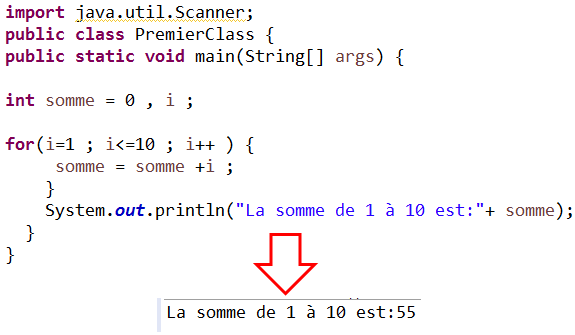 import java.util.Scanner;
public class PremierClass {
public static void main(String[] args) {
int somme = 0 , i ;
for(i=1 ; i<=10 ; i++ ) {
somme = somme +i ;
}
System.out.println("La somme de 1 à 10 est:"+ somme);
}
}
La somme de 1 à 10 est:55